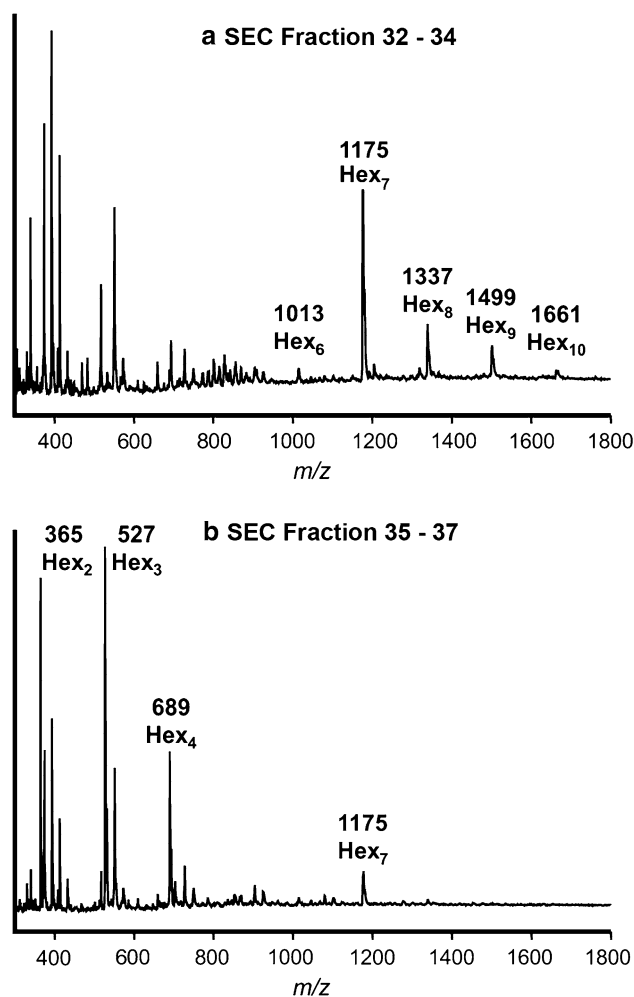 a SEC Fraction 32 - 34
1175
Hex₇
1337
Hex₈
1499
Hex₉
1661
Hex₁₀
1013
Hex₆
400 600 800 1000 1200 1400 1600 1800
m/z
b SEC Fraction 35 - 37
365
Hex₂
527
Hex₃
689
Hex₄
1175
Hex₇
400 600 800 1000 1200 1400 1600 1800
m/z